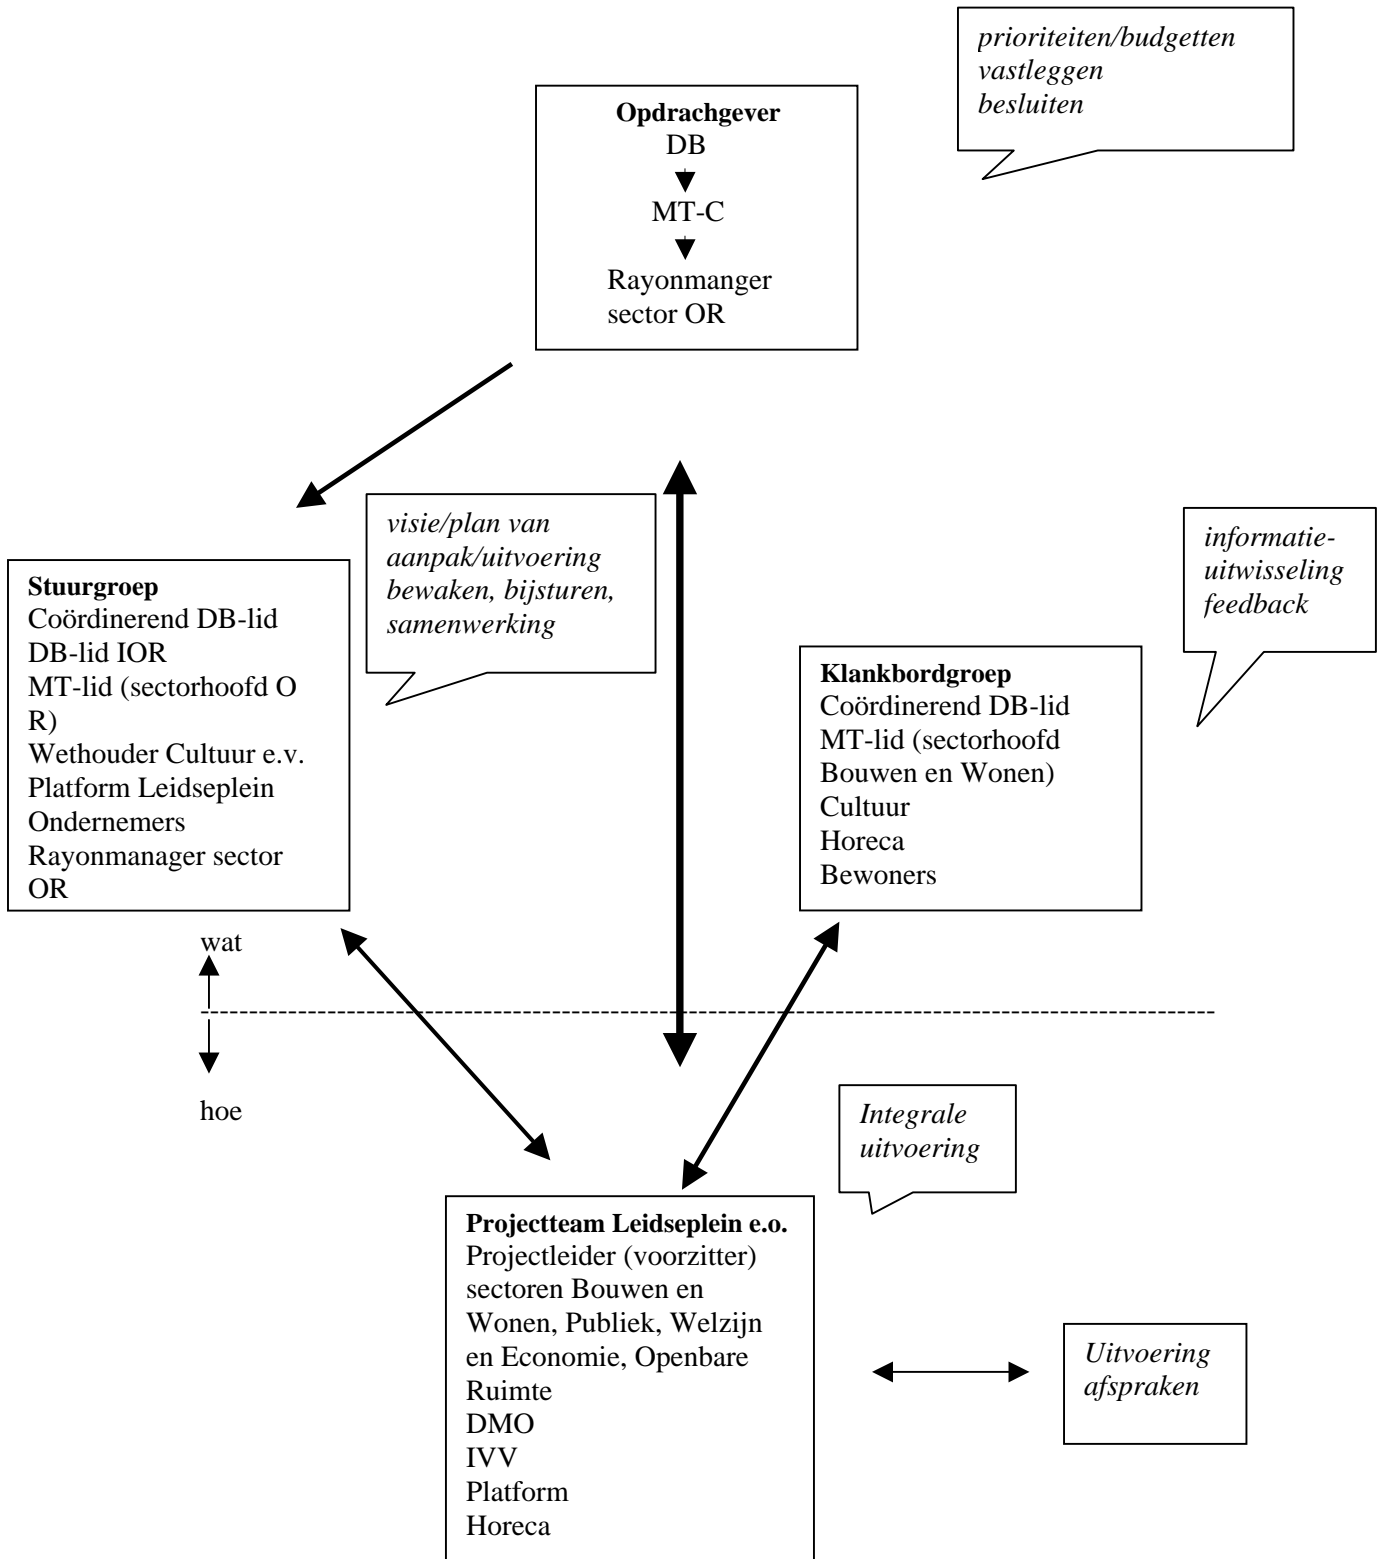 prioriteiten/budgetten
vastleggen
besluiten
Opdrachgever
DB
MT-C
Rayonmanger
sector OR
visie/plan van
aanpak/uitvoering
bewaken, bijsturen,
samenwerking
informatie-
uitwisseling
feedback
Stuurgroep
Coördinerend DB-lid
DB-lid IOR
MT-lid (sectorhoofd O
R)
Wethouder Cultuur e.v.
Platform Leidseplein
Ondernemers
Rayonmanager sector
OR
Klankbordgroep
Coördinerend DB-lid
MT-lid (sectorhoofd
Bouwen en Wonen)
Cultuur
Horeca
Bewoners
wat
hoe
Integrale
uitvoering
Projectteam Leidseplein e.o.
Projectleider (voorzitter)
sectoren Bouwen en
Wonen, Publiek, Welzijn
en Economie, Openbare
Ruimte
DMO
IVV
Platform
Horeca
Uitvoering
afspraken